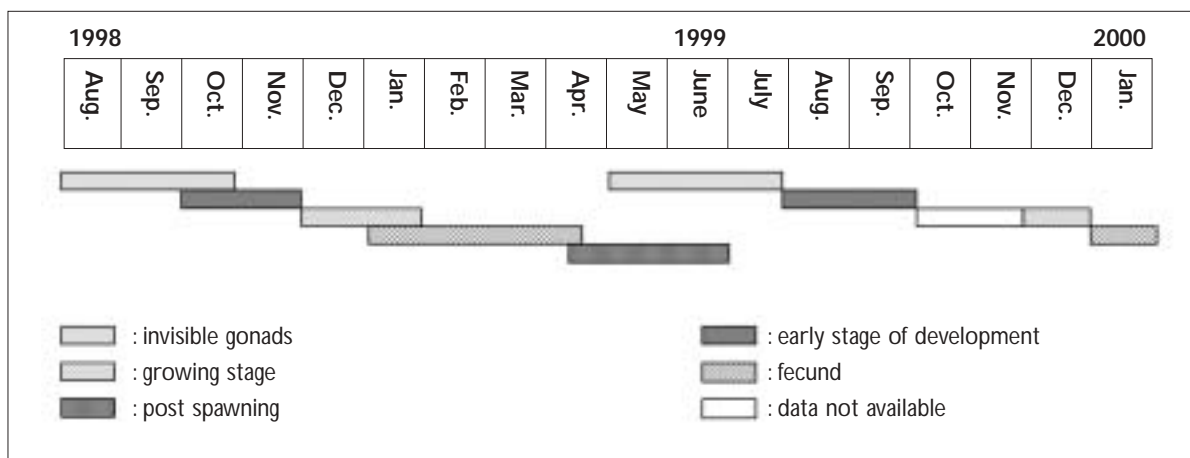 1998 1999 2000
Aug. Sep. Oct. Nov. Dec. Jan. Feb. Mar. Apr. May June July Aug. Sep. Oct. Nov. Dec. Jan.
: invisible gonads : early stage of development
: growing stage : fecund
: post spawning : data not available